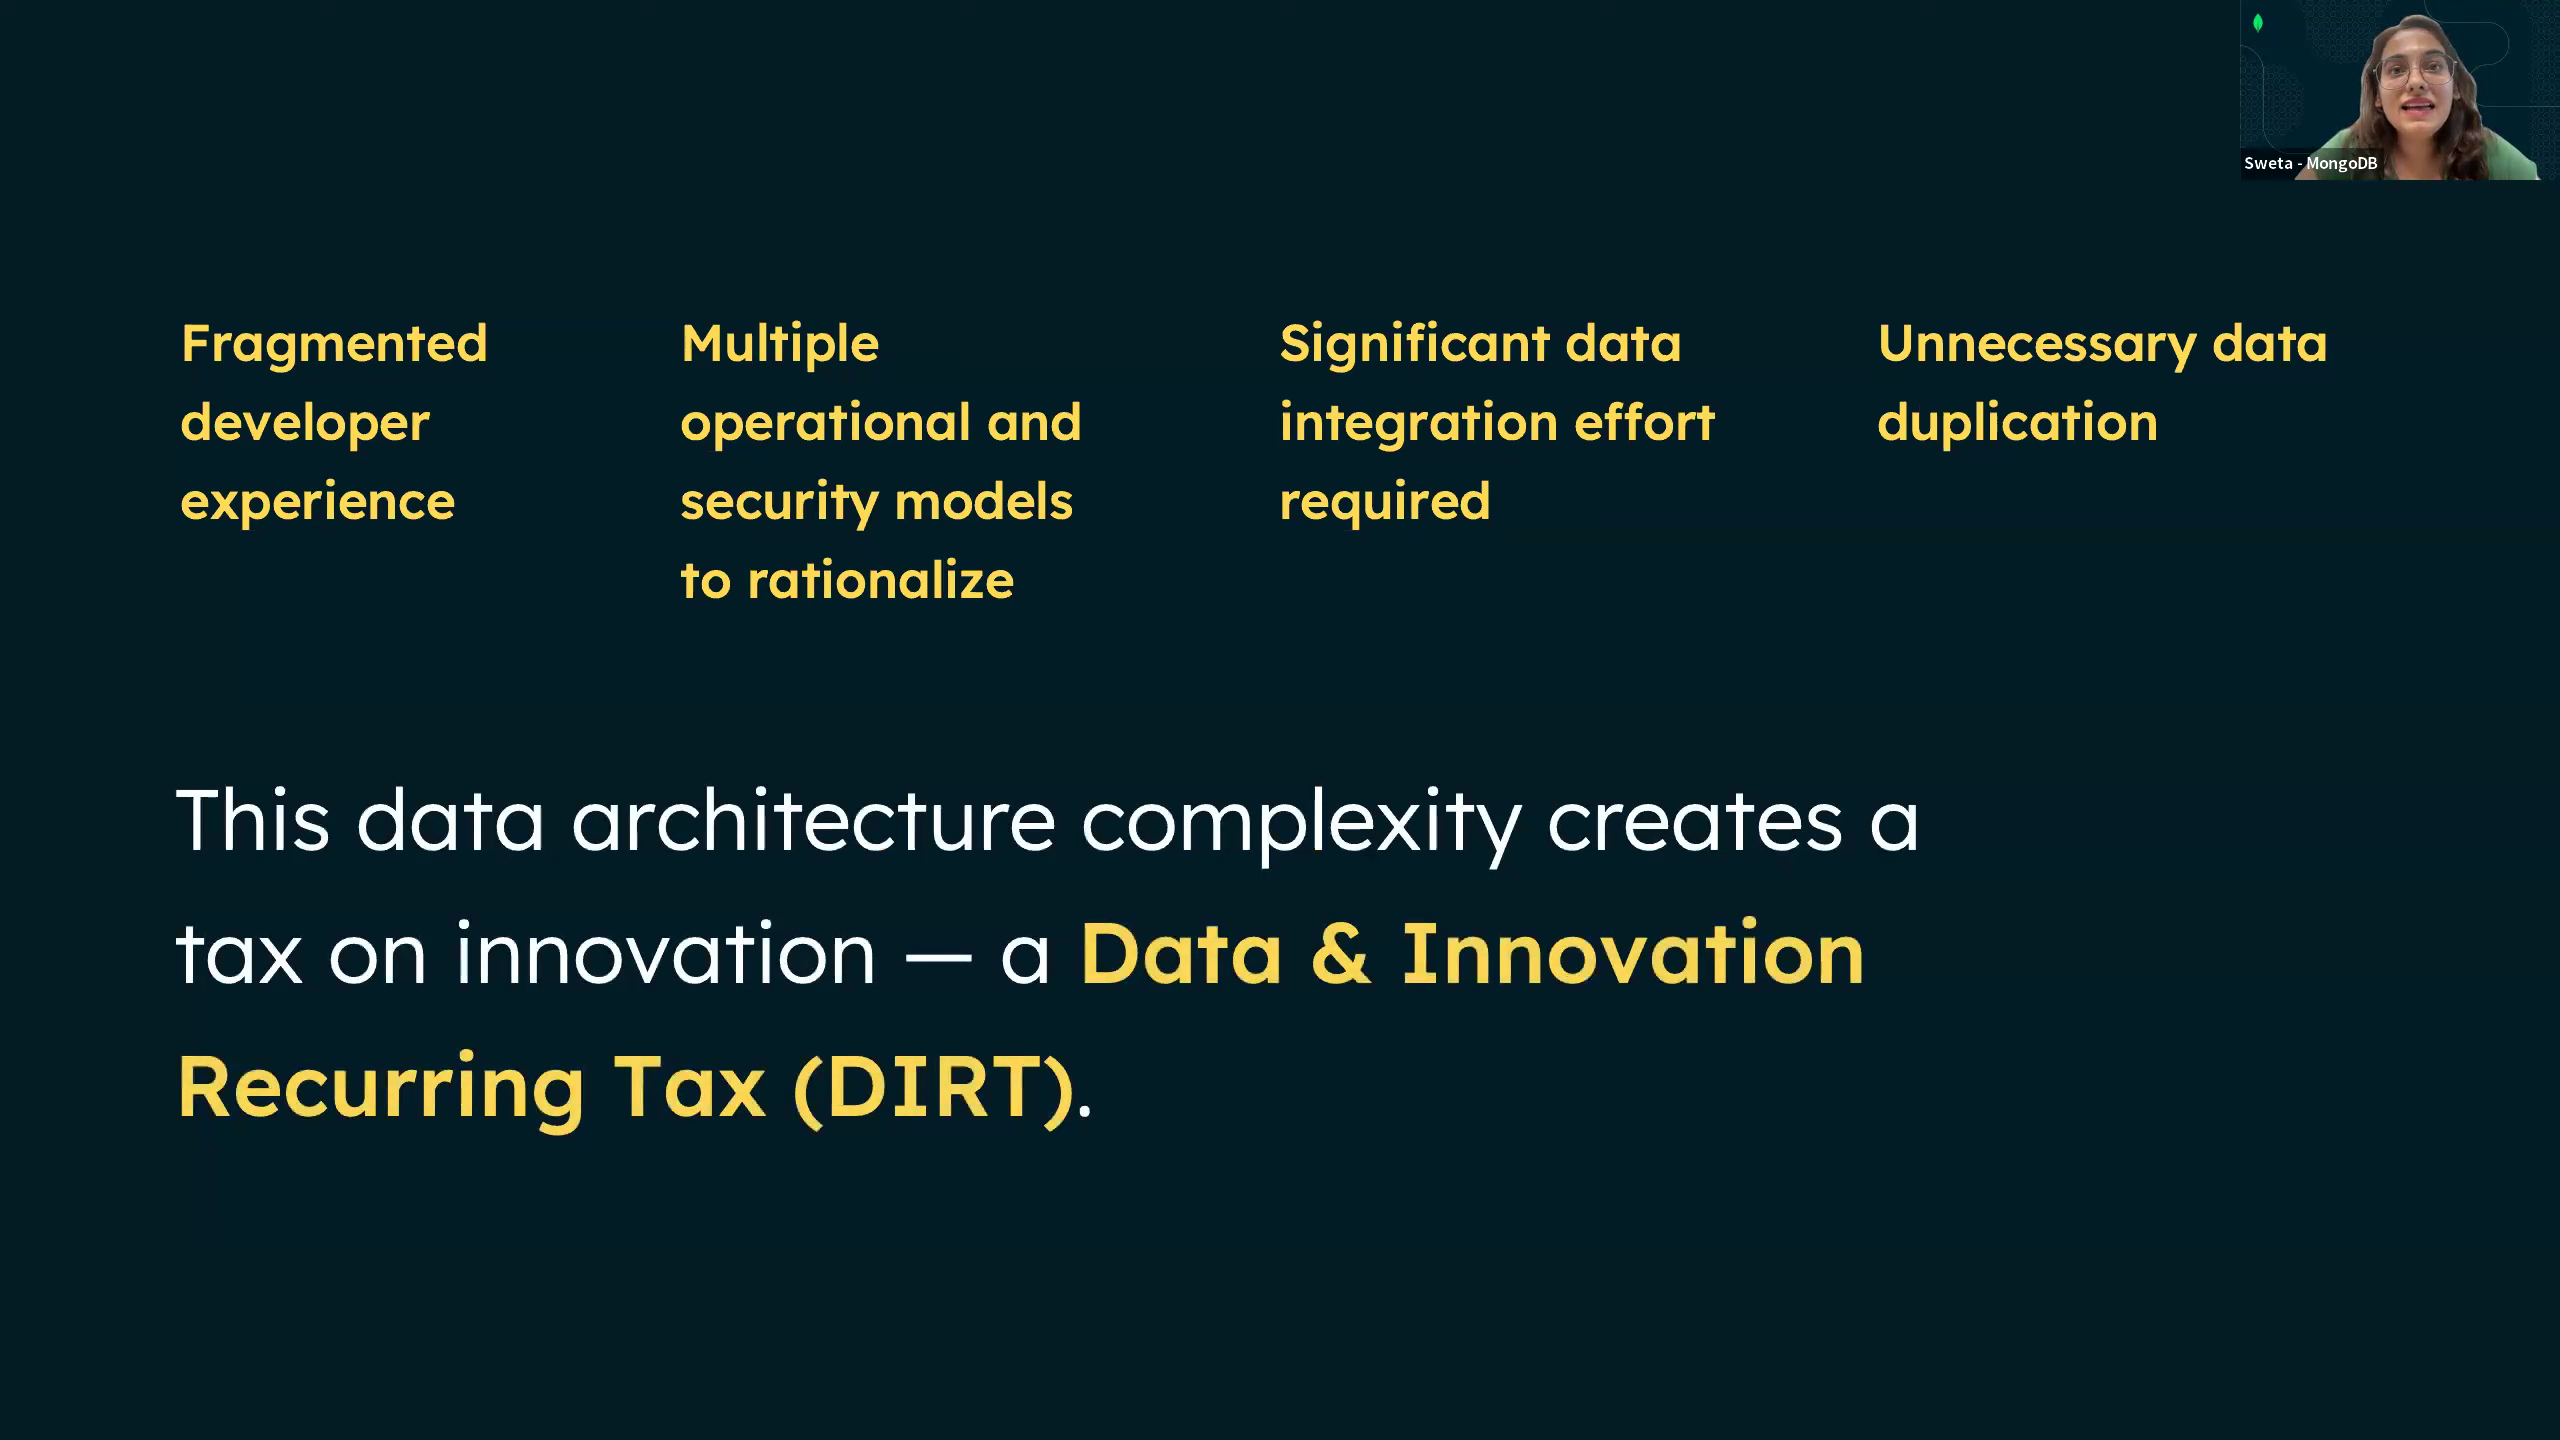 Sweta - MongoDB
Fragmented
developer
experience
Multiple
operational and
security models
to rationalize
Significant data
integration effort
required
Unnecessary data
duplication
This data architecture complexity creates a
tax on innovation — a Data & Innovation
Recurring Tax (DIRT).